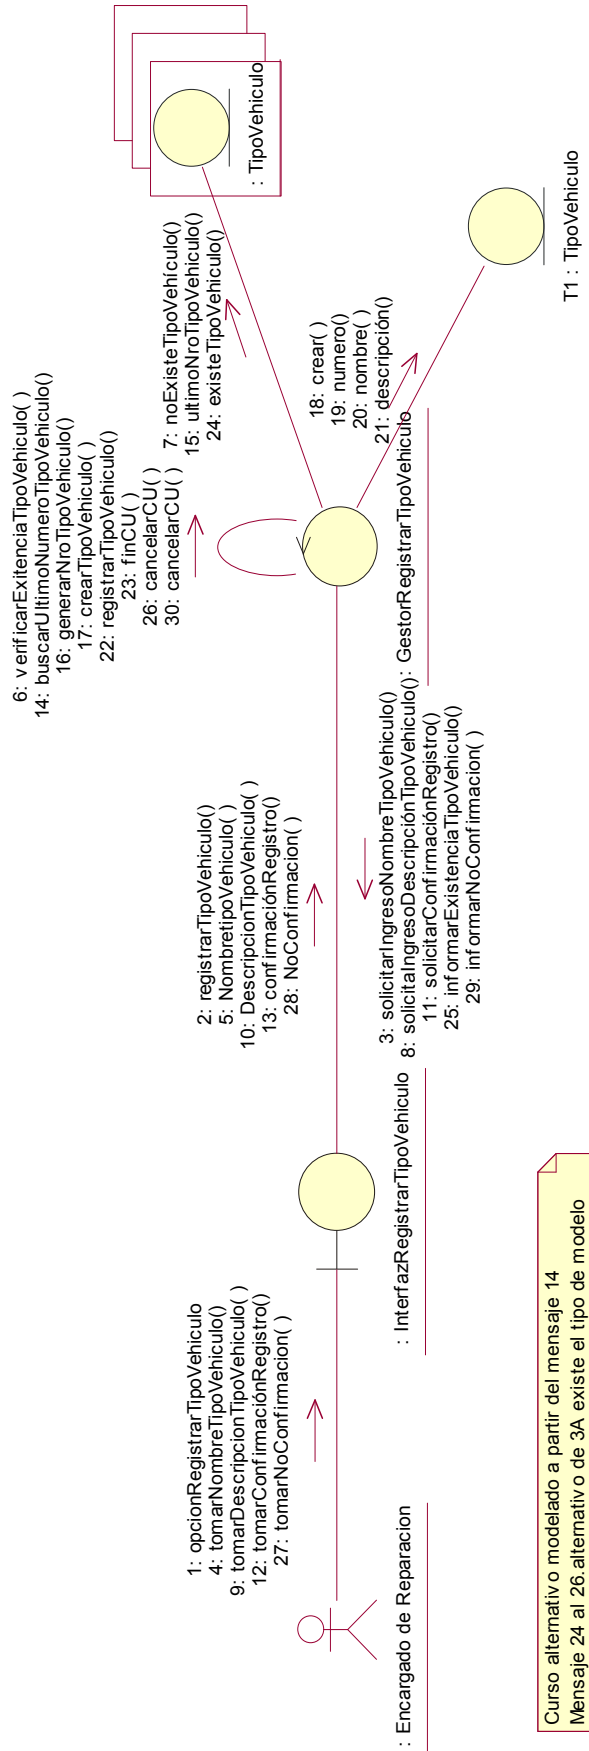 1: opcionRegistrarTipoVehiculo
4: tomarNombreTipoVehiculo()
9: tomarDescripcionTipoVehiculo( )
12: tomarConfirmaciónRegistro()
27: tomarNoConfirmacion( )
: Encargado de Reparacion
: InterfazRegistrarTipoVehiculo
2: registrarTipoVehiculo()
5: NombretipoVehiculo( )
10: DescripcionTipoVehiculo( )
13: confirmaciónRegistro()
28: NoConfirmacion( )
3: solicitarIngresoNombreTipoVehiculo()
8: solicitaIngresoDescripciónTipoVehiculo()
11: solicitarConfirmaciónRegistro()
25: informarExistenciaTipoVehiculo()
29: informarNoConfirmacion( )
: GestorRegistrarTipoVehiculo
6: verificarExitenciaTipoVehiculo( )
14: buscarUltimoNumeroTipoVehiculo( )
16: generarNroTipoVehiculo()
17: crearTipoVehiculo( )
22: registrarTipoVehiculo()
23: finCU( )
26: cancelarCU( )
30: cancelarCU( )
7: noExisteTipoVehículo()
15: ultimoNroTipoVehiculo()
24: existeTipoVehiculo( )
: TipoVehiculo
18: crear( )
19: numero()
20: nombre( )
21: descripción()
T1 : TipoVehiculo
Curso alternativo modelado a partir del mensaje 14
Mensaje 24 al 26.alternativo de 3A existe el tipo de modelo